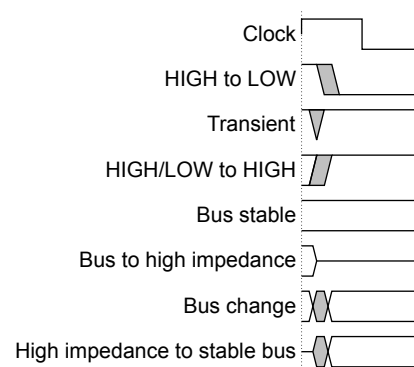 Clock
HIGH to LOW
Transient
HIGH/LOW to HIGH
Bus stable
Bus to high impedance
Bus change
High impedance to stable bus